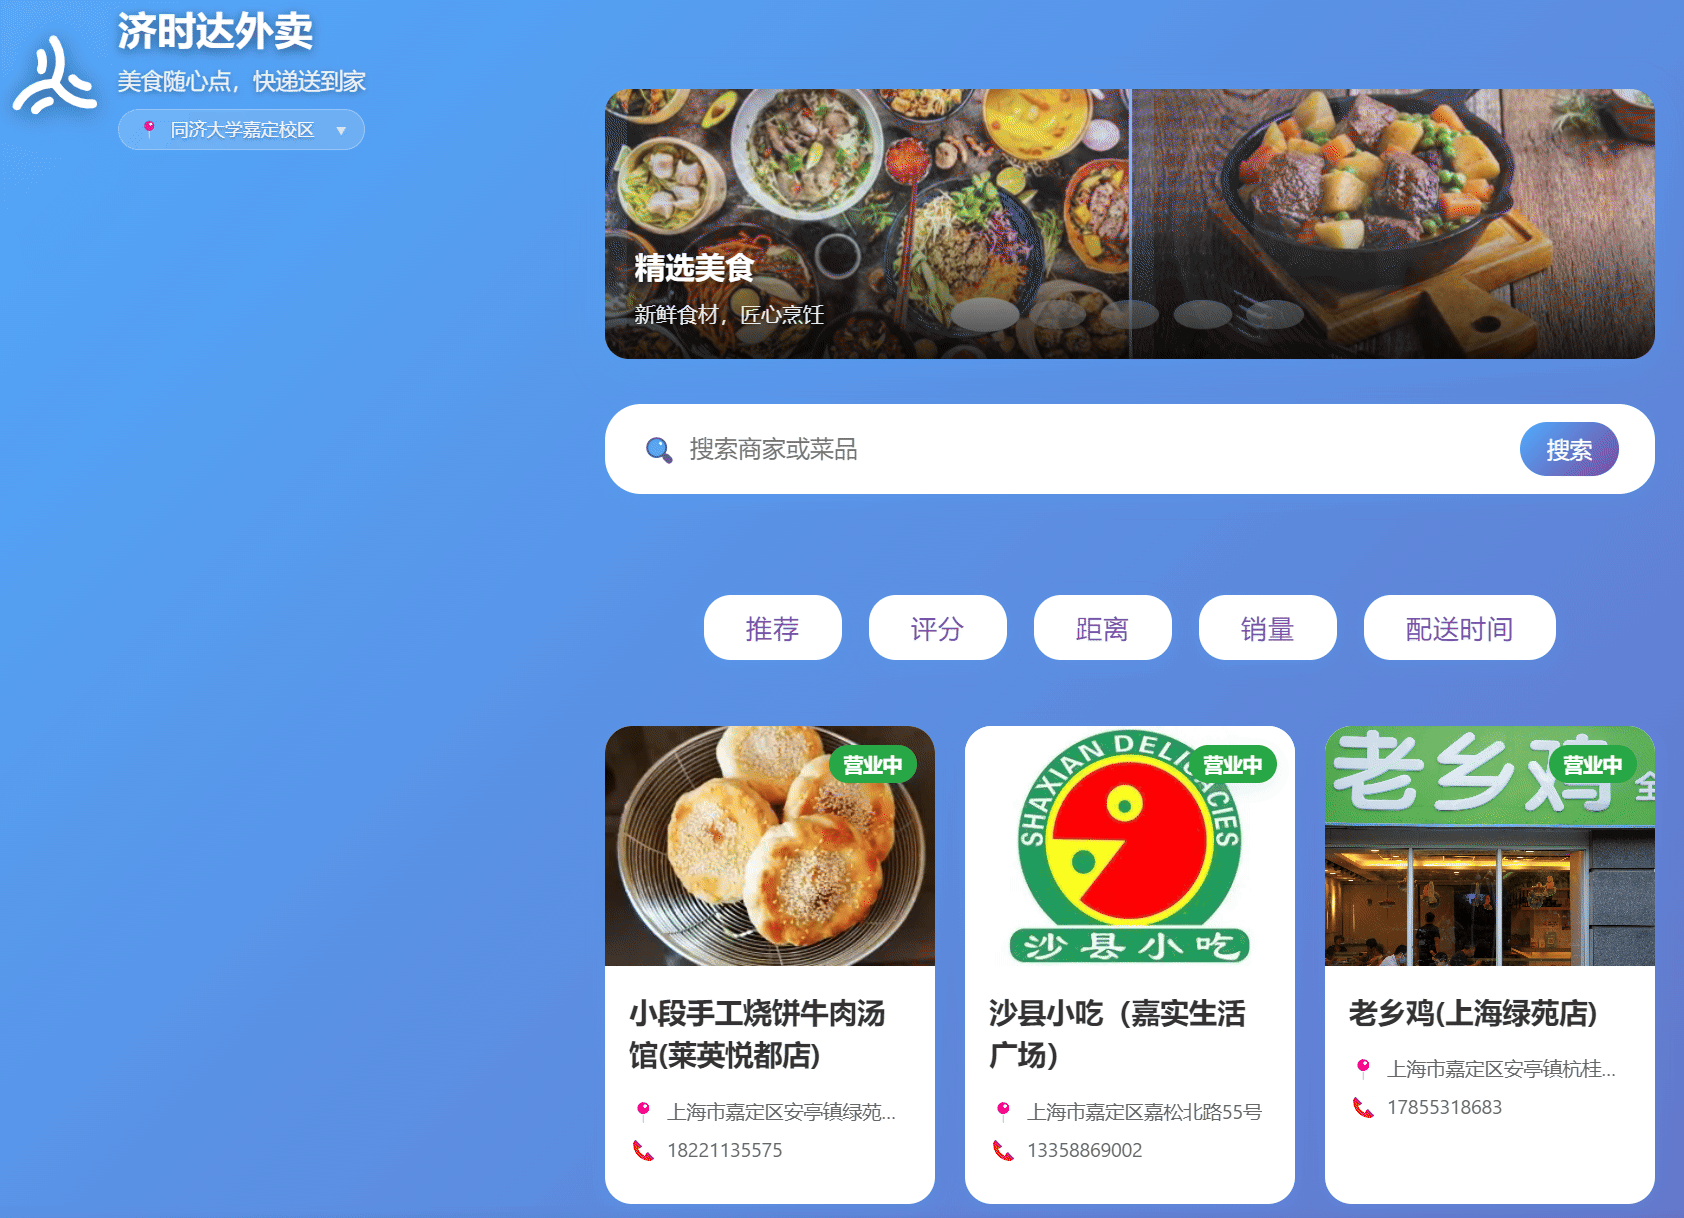 济时达外卖
美食随心点，快递送到家
同济大学嘉定校区
精选美食
新鲜食材，匠心烹饪
搜索商家或菜品
搜索
推荐
评分
距离
销量
配送时间
营业中
SHAXIAN DELICACIES
营业中
沙县小吃
老乡鸡 全
营业中
小段手工烧饼牛肉汤
馆(莱英悦都店)
上海市嘉定区安亭镇绿苑...
18221135575
沙县小吃（嘉实生活
广场）
上海市嘉定区嘉松北路55号
13358869002
老乡鸡(上海绿苑店)
上海市嘉定区安亭镇杭桂...
17855318683